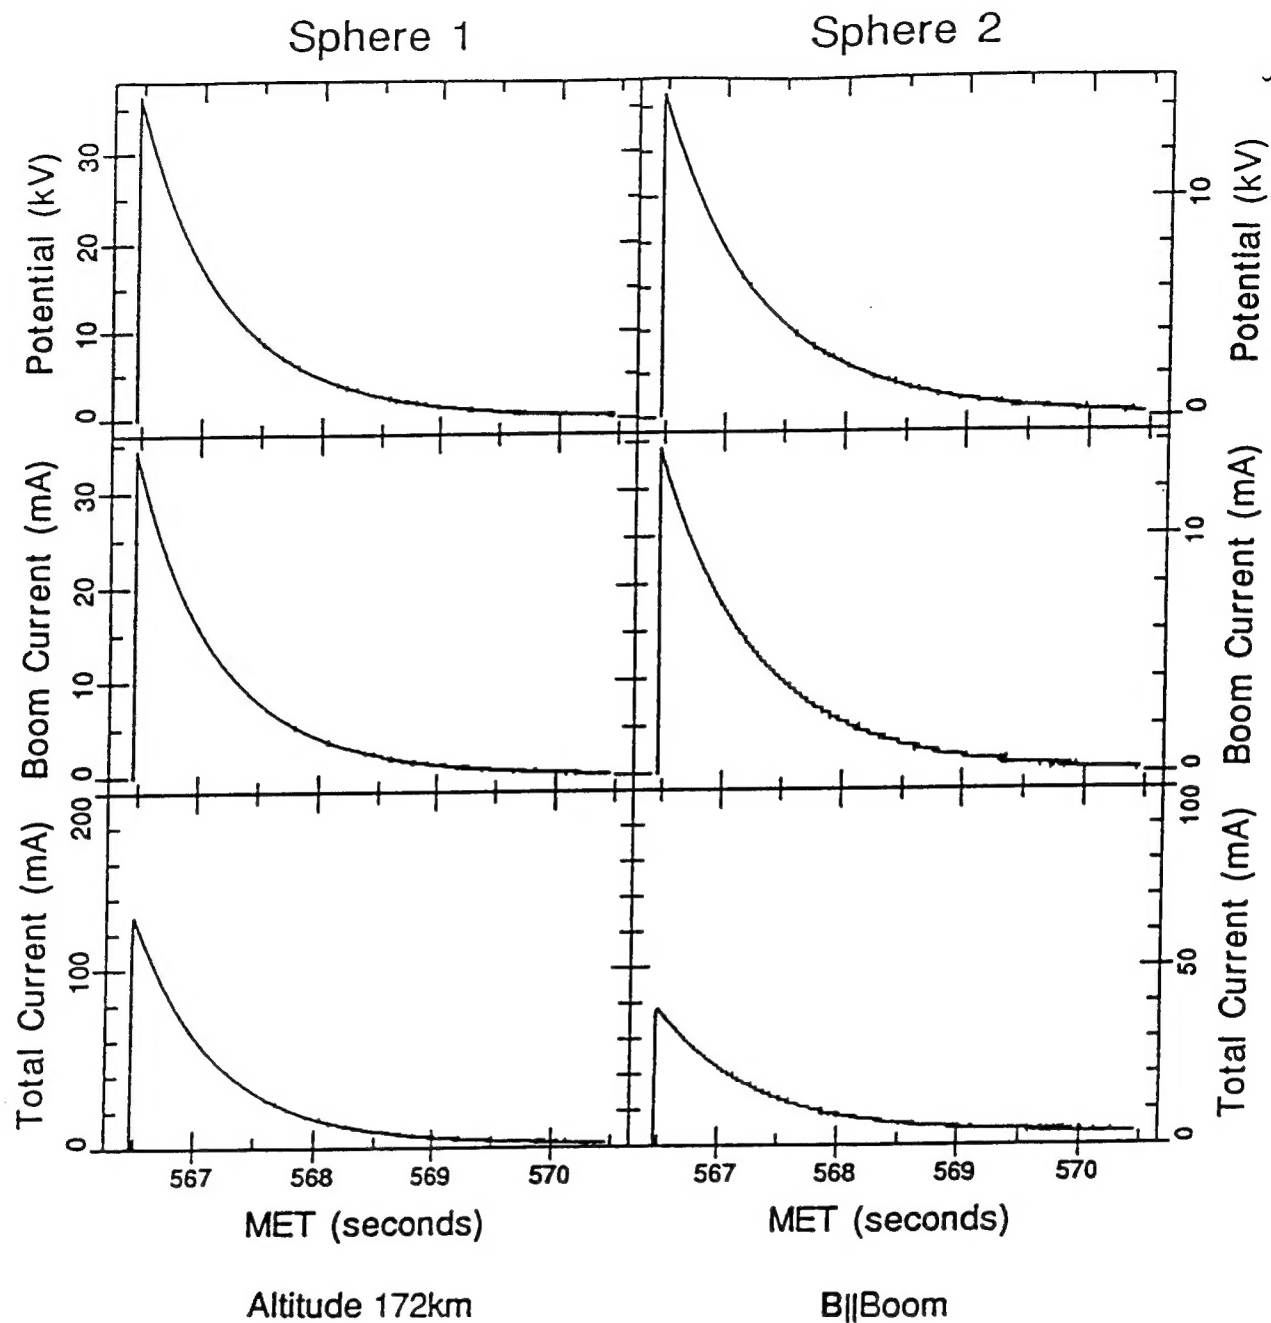 Sphere 1
Sphere 2
Potential (kV)
30
20
10
0
10
0
Potential (kV)
Boom Current (mA)
30
20
10
0
10
0
Boom Current (mA)
Total Current (mA)
200
100
0
100
50
0
Total Current (mA)
567 568 569 570
567 568 569 570
MET (seconds)
MET (seconds)
Altitude 172km
B||Boom